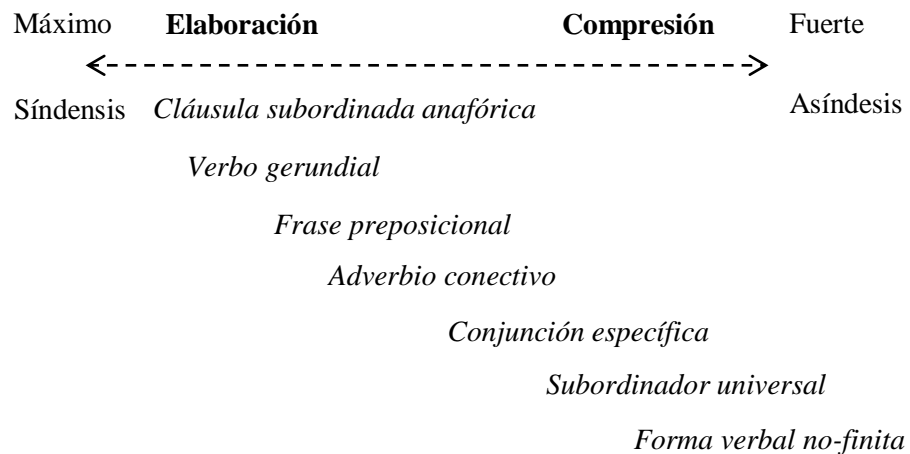 Máximo Elaboración Compresión Fuerte
Síndensis Cláusula subordinada anafórica Asíndesis
Verbo gerundial
Frase preposicional
Adverbio conectivo
Conjunción específica
Subordinador universal
Forma verbal no-finita